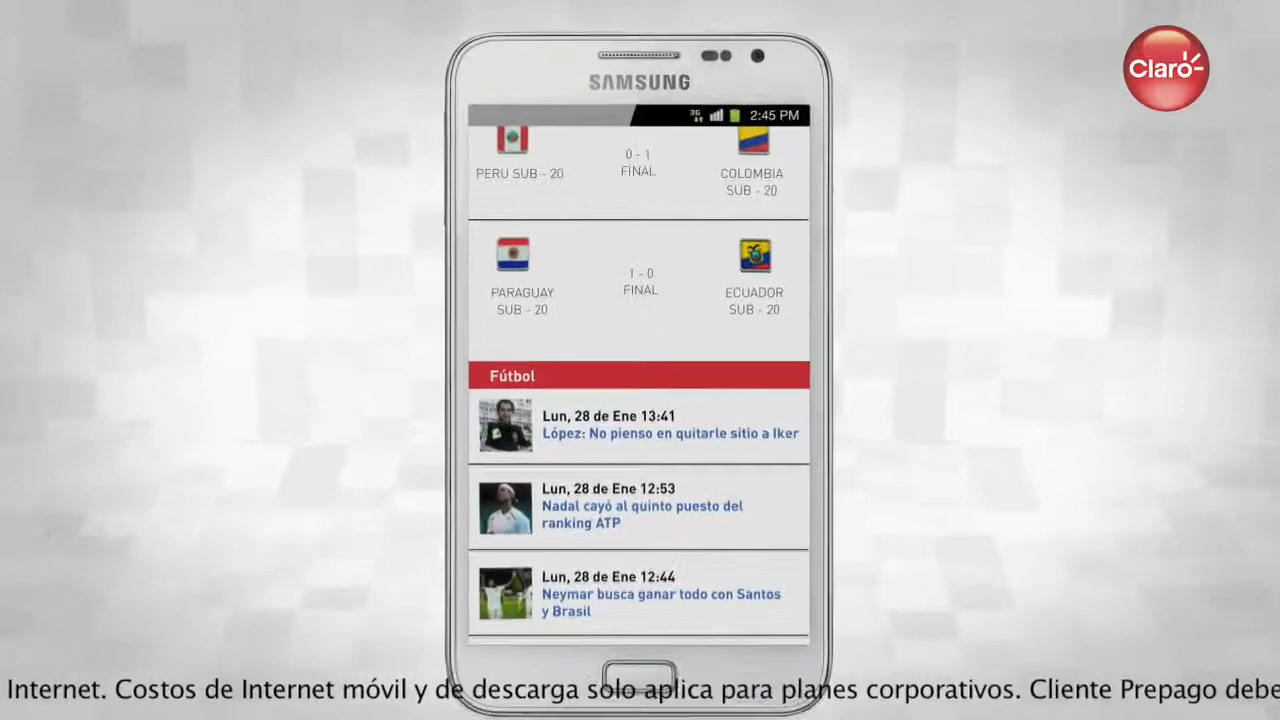 Claro
SAMSUNG
3G 2:45 PM
0 - 1
FINAL
PERU SUB - 20
COLOMBIA
SUB - 20
1 - 0
FINAL
PARAGUAY
SUB - 20
ECUADOR
SUB - 20
Fútbol
Lun, 28 de Ene 13:41
López: No pienso en quitarle sitio a Iker
Lun, 28 de Ene 12:53
Nadal cayó al quinto puesto del
ranking ATP
Lun, 28 de Ene 12:44
Neymar busca ganar todo con Santos
y Brasil
Internet. Costos de Internet móvil y de descarga solo aplica para planes corporativos. Cliente Prepago debe